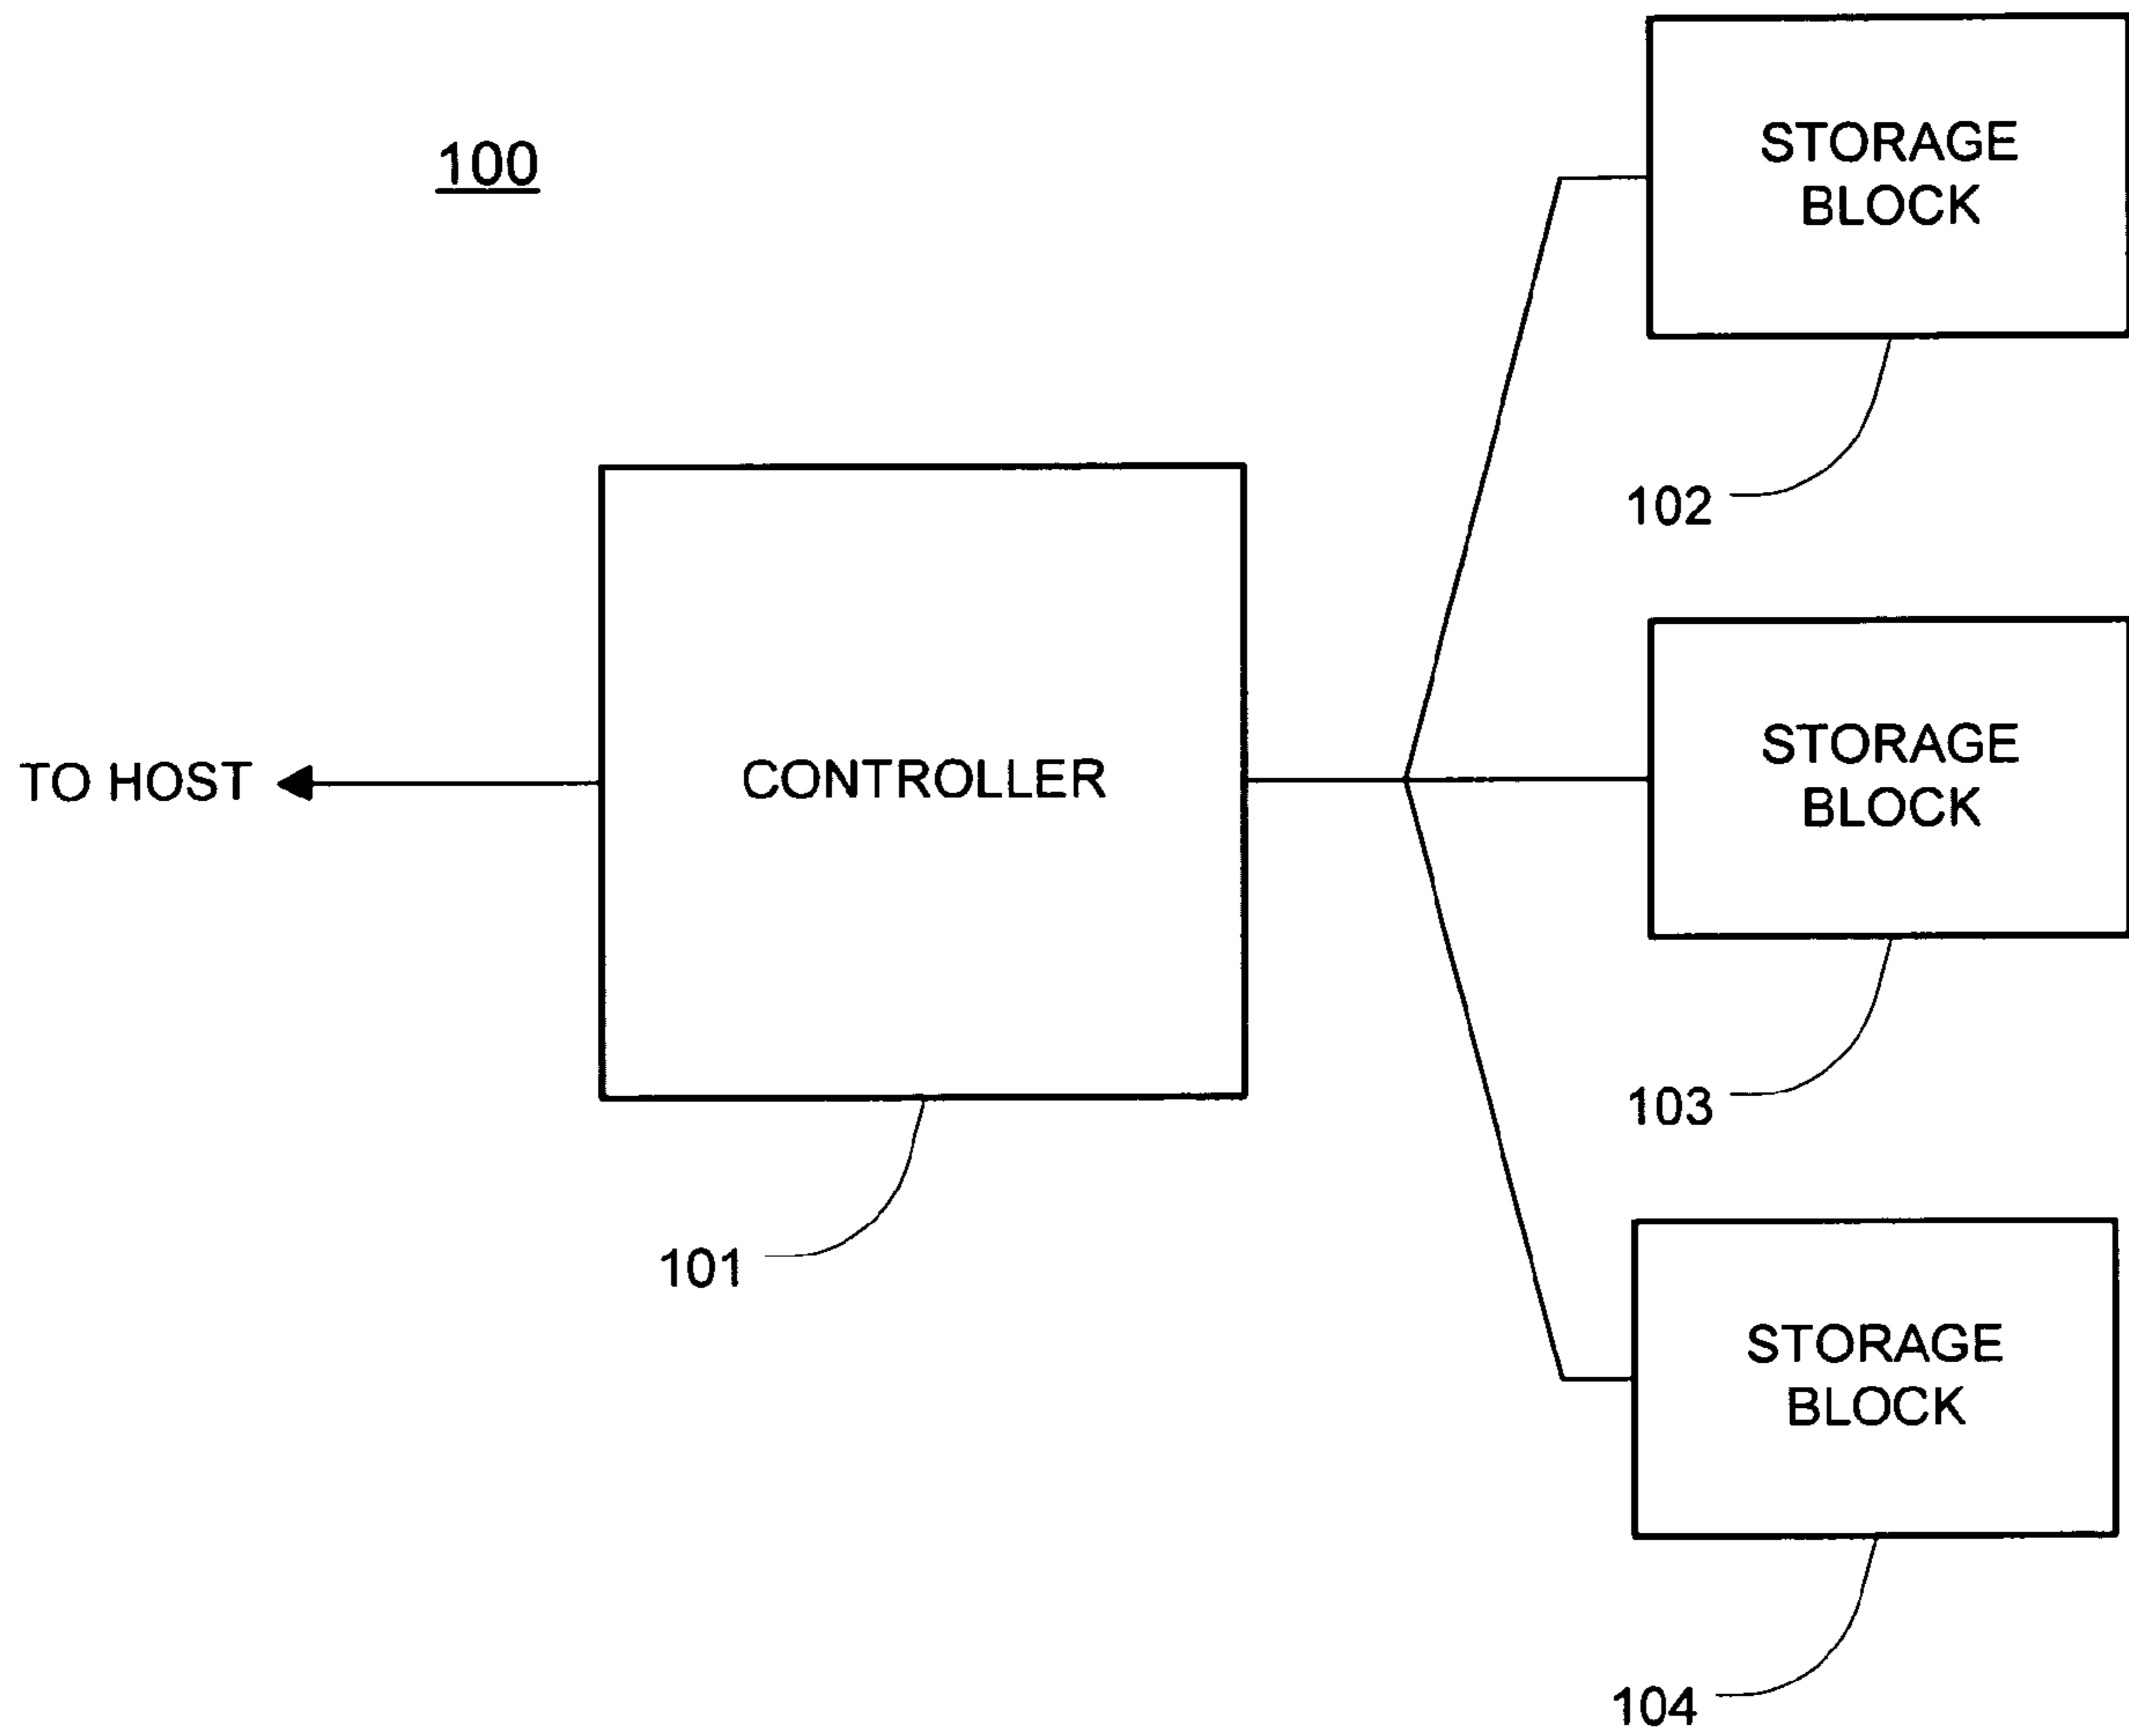 100
STORAGE
BLOCK
102
TO HOST
CONTROLLER
101
STORAGE
BLOCK
103
STORAGE
BLOCK
104